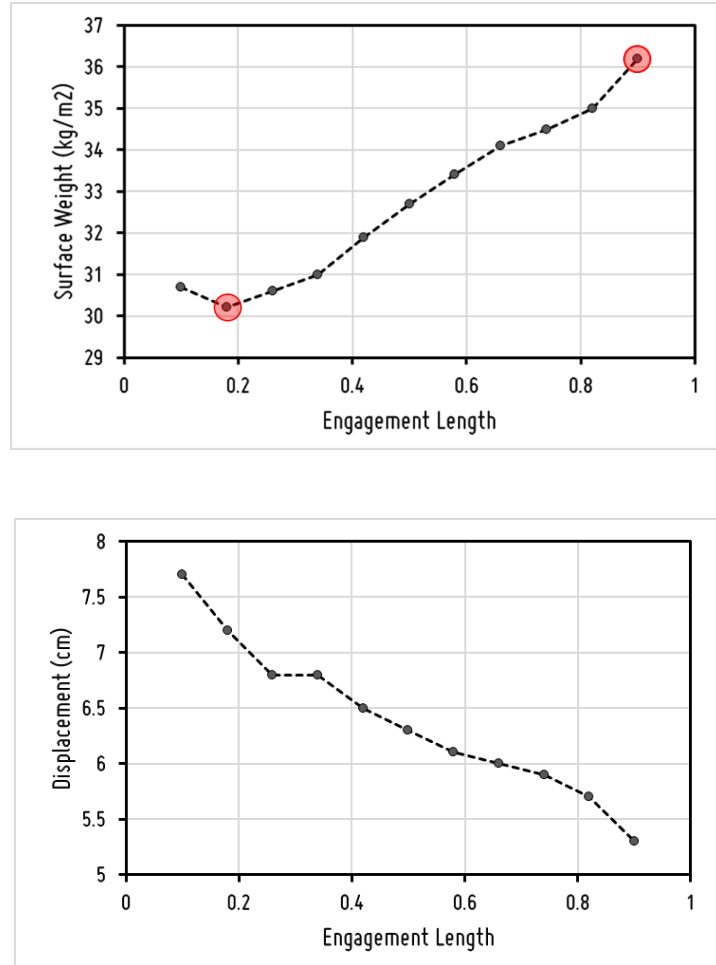 37
36
35
34
33
32
31
30
29
Surface Weight (kg/m2)
0 0.2 0.4 0.6 0.8 1
Engagement Length
8
7.5
7
6.5
6
5.5
5
Displacement (cm)
0 0.2 0.4 0.6 0.8 1
Engagement Length